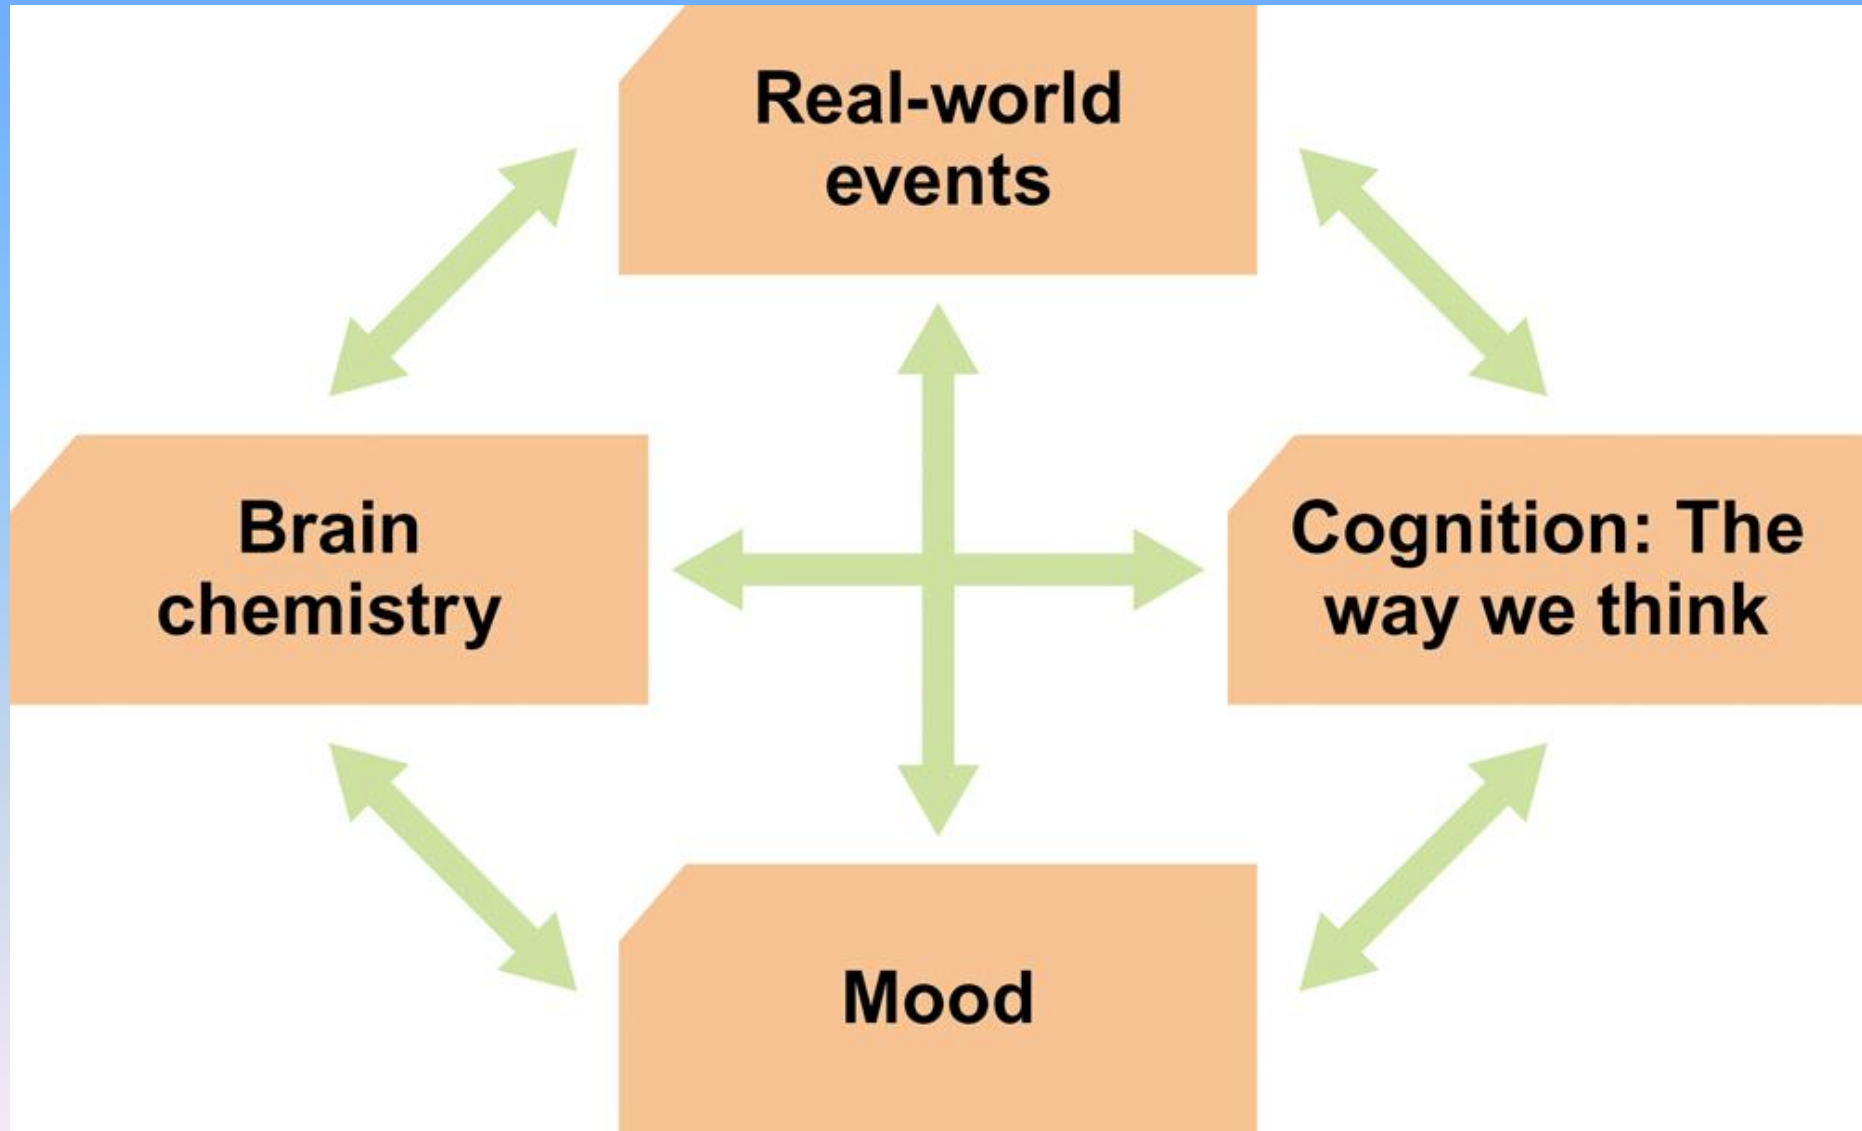 Real-world
events
Brain
chemistry
Cognition: The
way we think
Mood